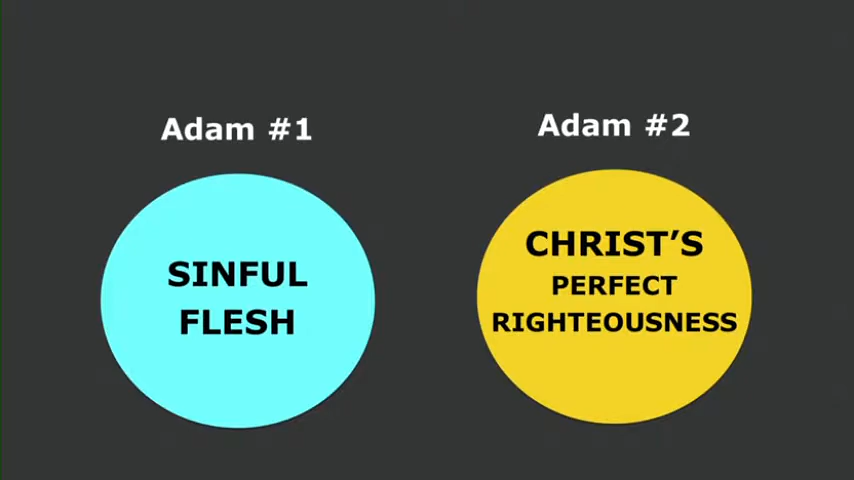 Adam #1
SINFUL
FLESH
Adam #2
CHRIST’S
PERFECT
RIGHTEOUSNESS